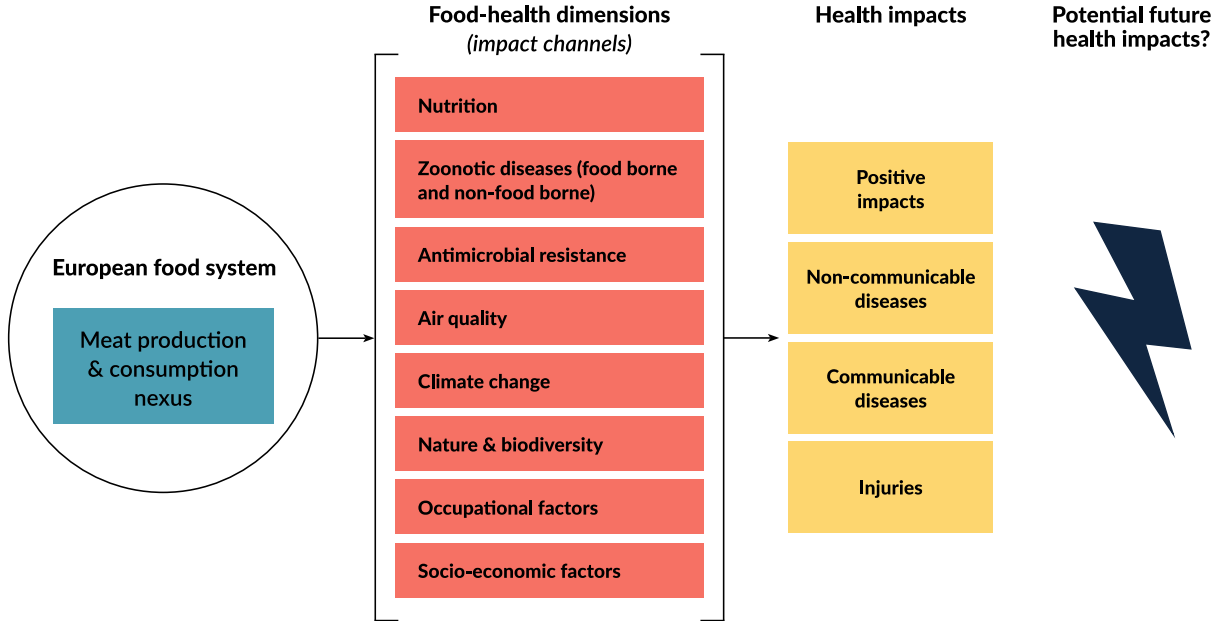 Food-health dimensions
(impact channels)
Health impacts
Potential future
health impacts?
European food system
Meat production
& consumption
nexus
Nutrition
Zoonotic diseases (food borne
and non-food borne)
Antimicrobial resistance
Air quality
Climate change
Nature & biodiversity
Occupational factors
Socio-economic factors
Positive
impacts
Non-communicable
diseases
Communicable
diseases
Injuries